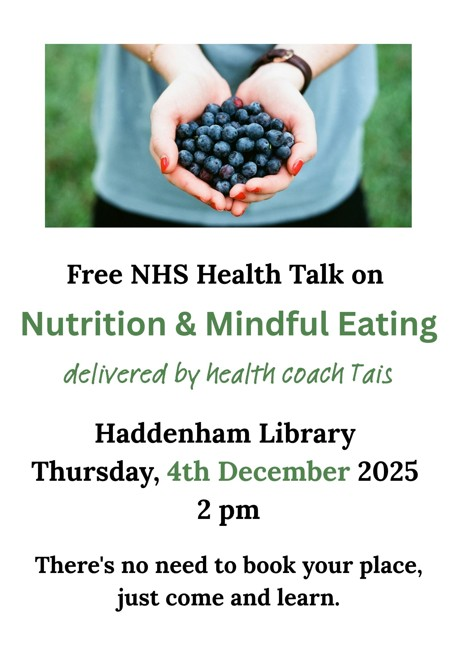 Free NHS Health Talk on
Nutrition & Mindful Eating
delivered by health coach Tais
Haddenham Library
Thursday, 4th December 2025
2 pm
There's no need to book your place,
just come and learn.